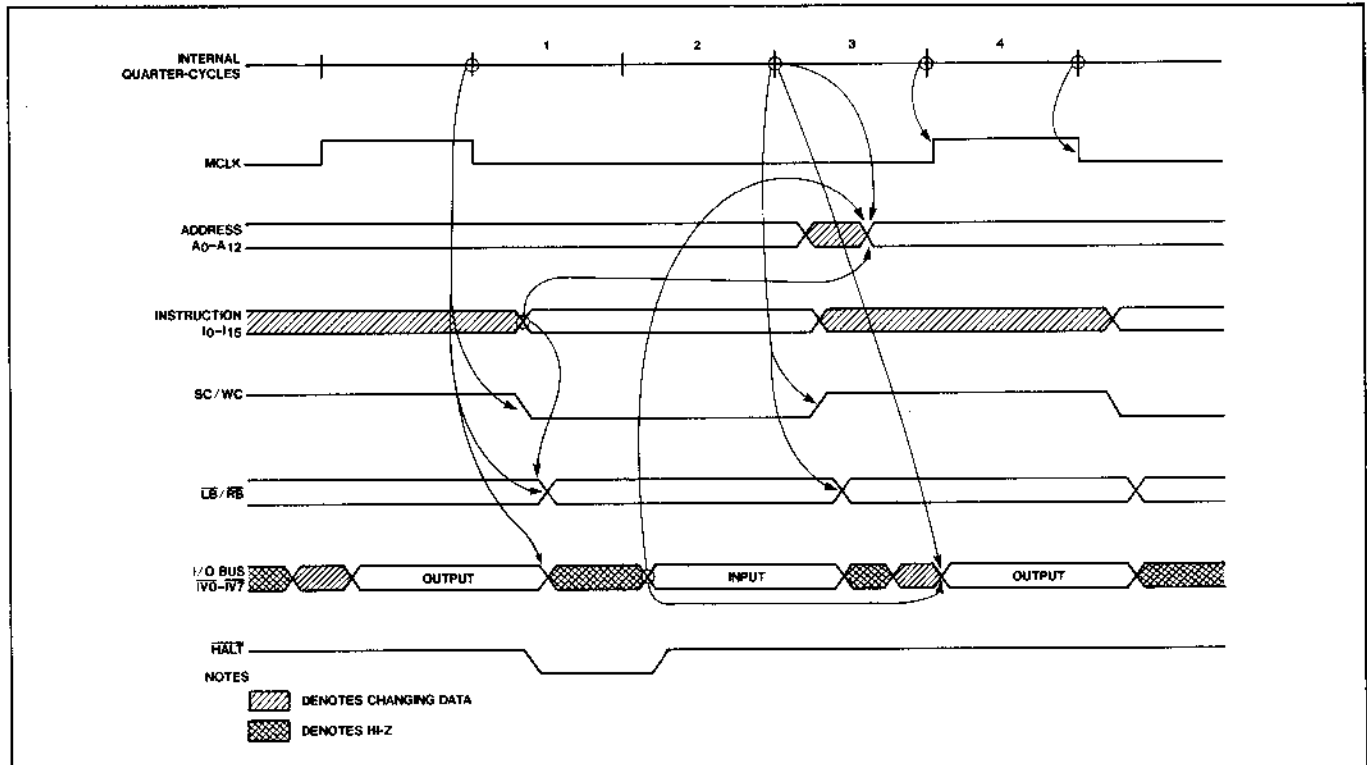 1 2 3 4
INTERNAL
QUARTER-CYCLES
MCLK
ADDRESS
A0–A12
INSTRUCTION
I0–I15
SC/WC
LB/RB
I/O BUS
IV0–IV7
OUTPUT INPUT OUTPUT
HALT
NOTES
DENOTES CHANGING DATA
DENOTES HI-Z